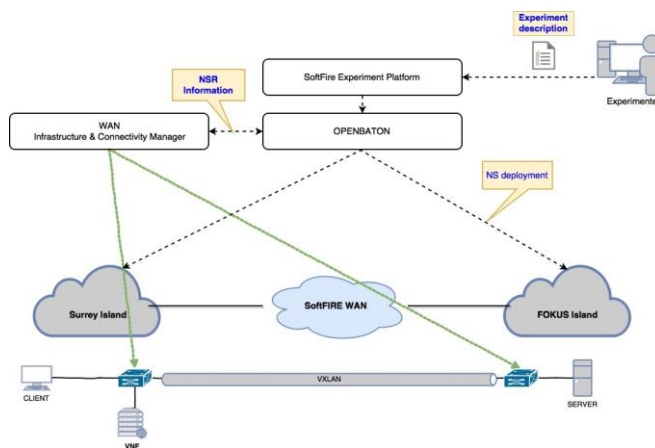 Experiment
description
SoftFire Experiment Platform
Experimente
NSR
Information
WAN
Infrastructure & Connectivity Manager
OPENBATON
NS deployment
Surrey Island
SoftFIRE WAN
FOKUS Island
VXLAN
CLIENT
SERVER
VNF